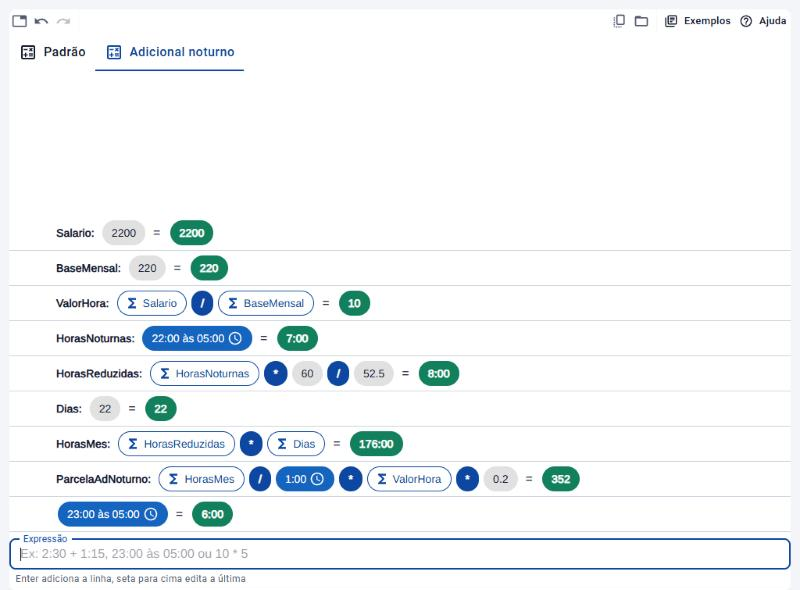 Exemplos Ajuda
Padrão Adicional noturno
Salario: 2200 = 2200
BaseMensal: 220 = 220
ValorHora: Σ Salario / Σ BaseMensal = 10
HorasNoturnas: 22:00 às 05:00 = 7:00
HorasReduzidas: Σ HorasNoturnas * 60 / 52.5 = 8:00
Dias: 22 = 22
HorasMes: Σ HorasReduzidas * Σ Dias = 176:00
ParcelaAdNoturno: Σ HorasMes / 1:00 * Σ ValorHora * 0.2 = 352
23:00 às 05:00 = 6:00
Expressão
Ex: 2:30 + 1:15, 23:00 às 05:00 ou 10 * 5
Enter adiciona a linha, seta para cima edita a última